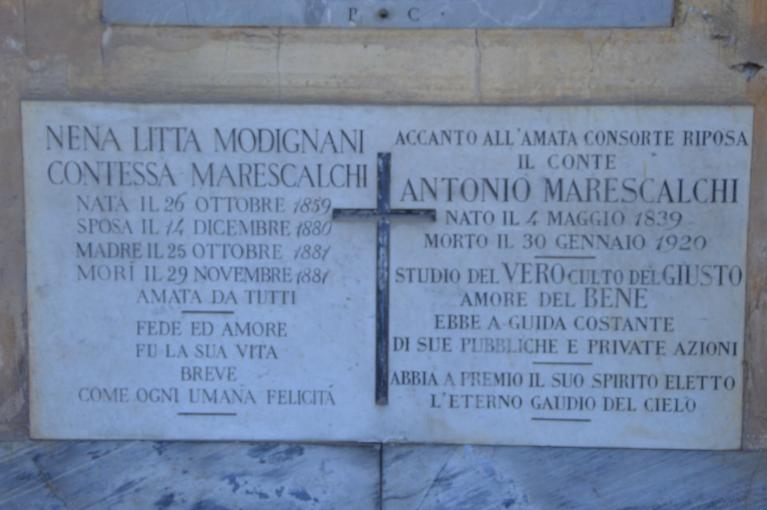 P C
NENA LITTA MODIGNANI
CONTESSA MARESCALCHI
NATA IL 26 OTTOBRE 1859
SPOSA IL 14 DICEMBRE 1880
MADRE IL 25 OTTOBRE 1881
MORÌ IL 29 NOVEMBRE 1881
AMATA DA TUTTI
FEDE ED AMORE
FU LA SUA VITA
BREVE
COME OGNI UMANA FELICITÀ
ACCANTO ALL'AMATA CONSORTE RIPOSA
IL CONTE
ANTONIO MARESCALCHI
NATO IL 4 MAGGIO 1839
MORTO IL 30 GENNAIO 1920
STUDIO DEL VERO CULTO DEL GIUSTO
AMORE DEL BENE
EBBE A GUIDA COSTANTE
DI SUE PUBBLICHE E PRIVATE AZIONI
ABBIA A PREMIO IL SUO SPIRITO ELETTO
L'ETERNO GAUDIO DEL CIELO